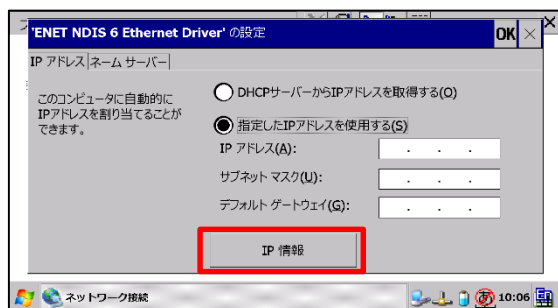 'ENET NDIS 6 Ethernet Driver' の設定
OK ×
IP アドレス ネーム サーバー
このコンピュータに自動的に
IPアドレスを割り当てることが
できます。
DHCPサーバーからIPアドレスを取得する(O)
指定したIPアドレスを使用する(S)
IP アドレス(A): . . .
サブネット マスク(U): . . .
デフォルト ゲートウェイ(G): . . .
IP 情報
ネットワーク接続
あ 10:06 En